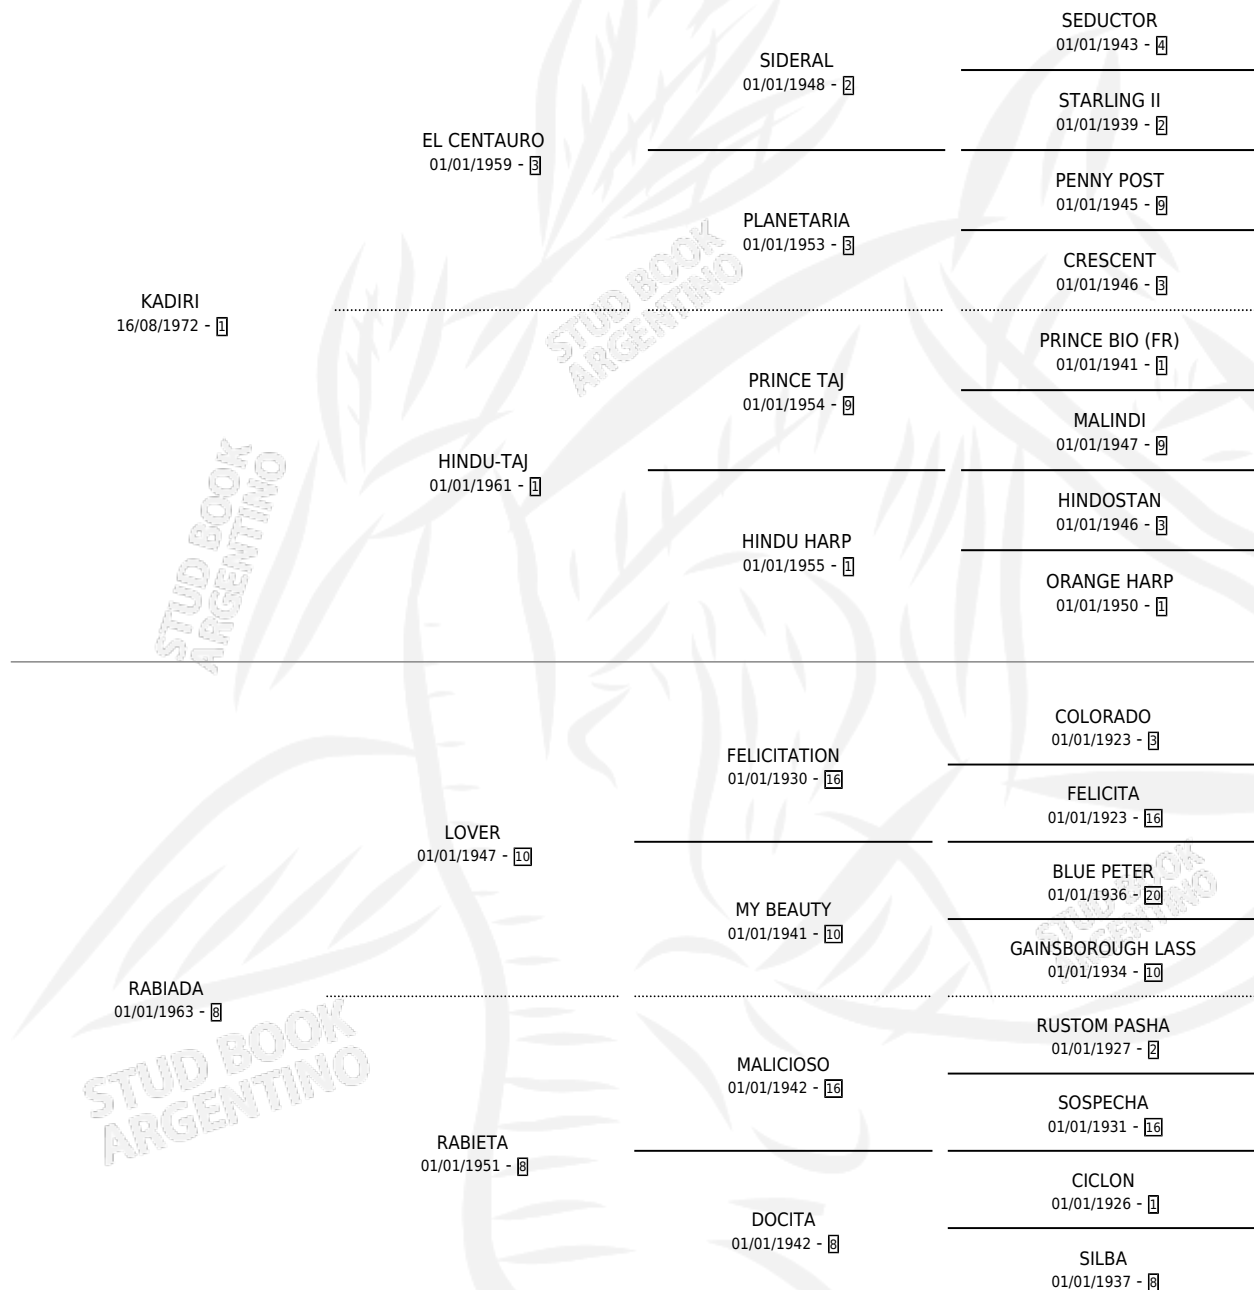 SEDUCTOR
01/01/1943 - 4
SIDERAL
01/01/1948 - 2
STARLING II
01/01/1939 - 2
EL CENTAURO
01/01/1959 - 3
PENNY POST
01/01/1945 - 9
PLANETARIA
01/01/1953 - 3
CRESCENT
01/01/1946 - 3
KADIRI
16/08/1972 - 1
PRINCE BIO (FR)
01/01/1941 - 1
PRINCE TAJ
01/01/1954 - 9
MALINDI
01/01/1947 - 9
HINDU-TAJ
01/01/1961 - 1
HINDOSTAN
01/01/1946 - 3
HINDU HARP
01/01/1955 - 1
ORANGE HARP
01/01/1950 - 1
STUD BOOK
ARGENTINO
STUD BOOK
ARGENTINO
COLORADO
01/01/1923 - 3
FELICITATION
01/01/1930 - 16
FELICITA
01/01/1923 - 16
LOVER
01/01/1947 - 10
BLUE PETER
01/01/1936 - 20
MY BEAUTY
01/01/1941 - 10
GAINSBOROUGH LASS
01/01/1934 - 10
RABIADA
01/01/1963 - 8
RUSTOM PASHA
01/01/1927 - 2
MALICIOSO
01/01/1942 - 16
SOSPECHA
01/01/1931 - 16
RABIETA
01/01/1951 - 8
CICLON
01/01/1926 - 1
DOCITA
01/01/1942 - 8
SILBA
01/01/1937 - 8
STUD BOOK
ARGENTINO
STUD BOOK
ARGENTINO